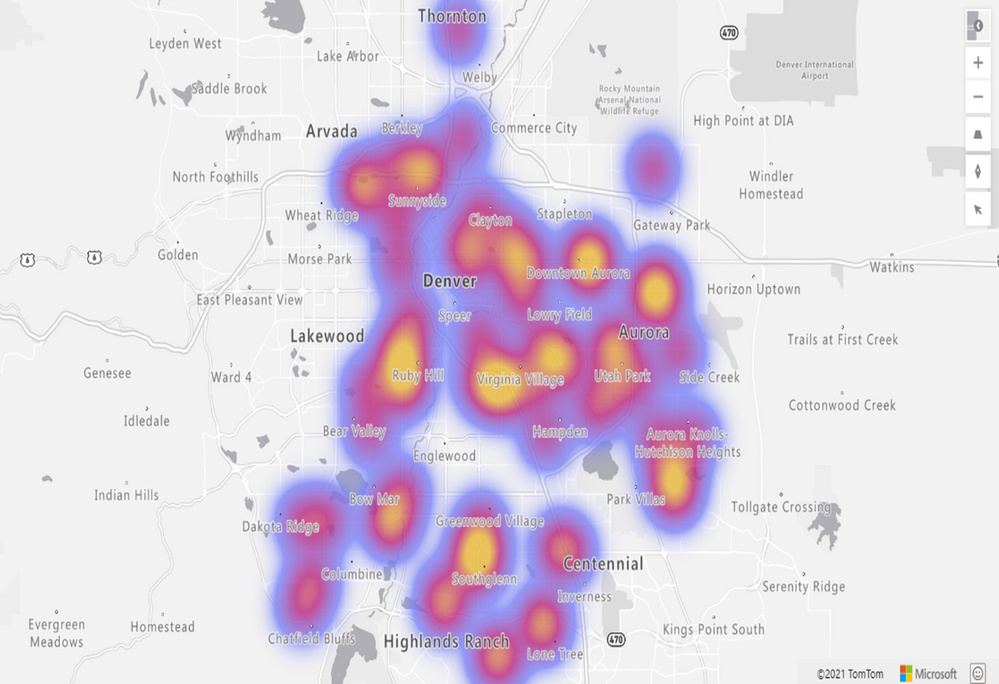 Thornton
470
Leyden West
Lake Arbor
Denver International
Airport
Welby
Saddle Brook
Rocky Mountain
Arsenal National
Wildlife Refuge
Wyndham
Arvada
Berkley
Commerce City
High Point at DIA
North Foothills
Sunnyside
Windler
Homestead
Wheat Ridge
Clayton
Stapleton
Gateway Park
6
6
Golden
Morse Park
Denver
Downtown Aurora
Watkins
East Pleasant View
Horizon Uptown
Speer
Lowry Field
Lakewood
Aurora
Trails at First Creek
Genesee
Ward 4
Ruby Hill
Virginia Village
Utah Park
Side Creek
Idledale
Cottonwood Creek
Bear Valley
Hampden
Aurora Knolls-
Hutchison Heights
Englewood
Indian Hills
Bow Mar
Park Villas
Tollgate Crossing
Dakota Ridge
Greenwood Village
Columbine
Southglenn
Centennial
Serenity Ridge
Inverness
Evergreen
Meadows
Homestead
Chatfield Bluffs
Highlands Ranch
Lone Tree
470
Kings Point South
©2021 TomTom
Microsoft